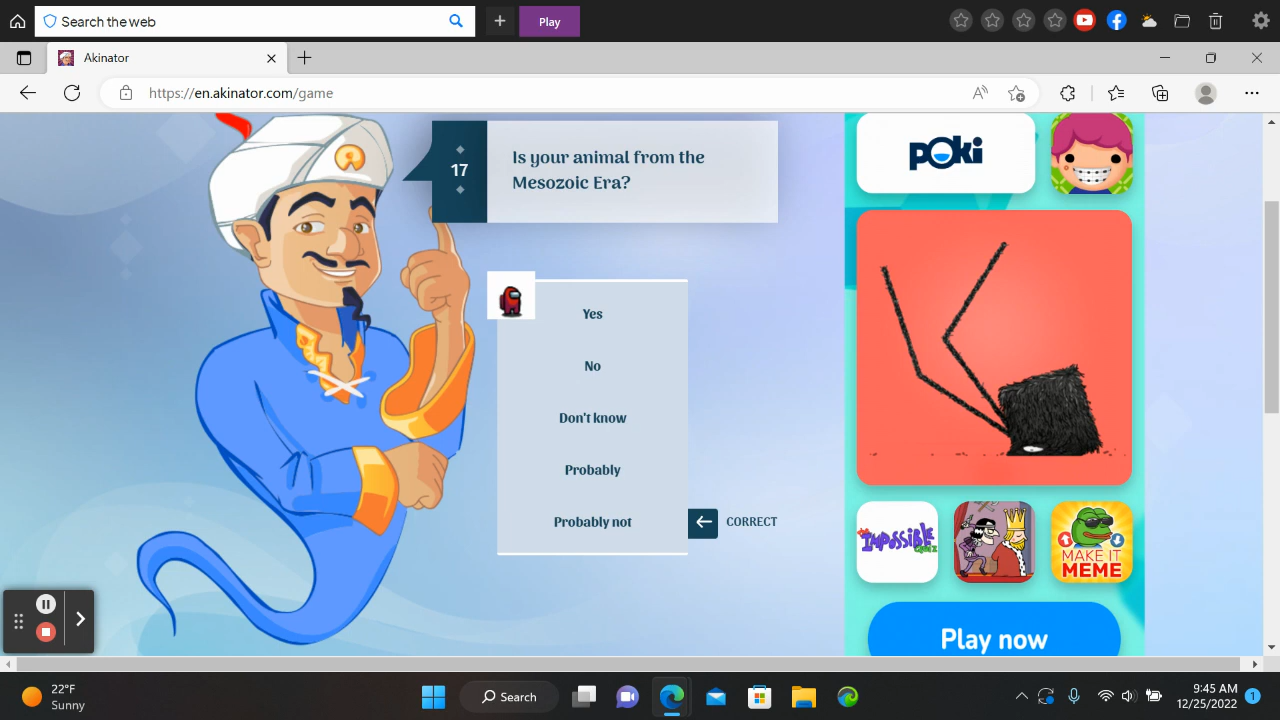 Search the web
Play
Akinator
https://en.akinator.com/game
17
Is your animal from the
Mesozoic Era?
Yes
No
Don't know
Probably
Probably not
CORRECT
POKi
IMPOSSIBLE
MAKE IT
MEME
Play now
22°F
Sunny
Search
9:45 AM
12/25/2022
1